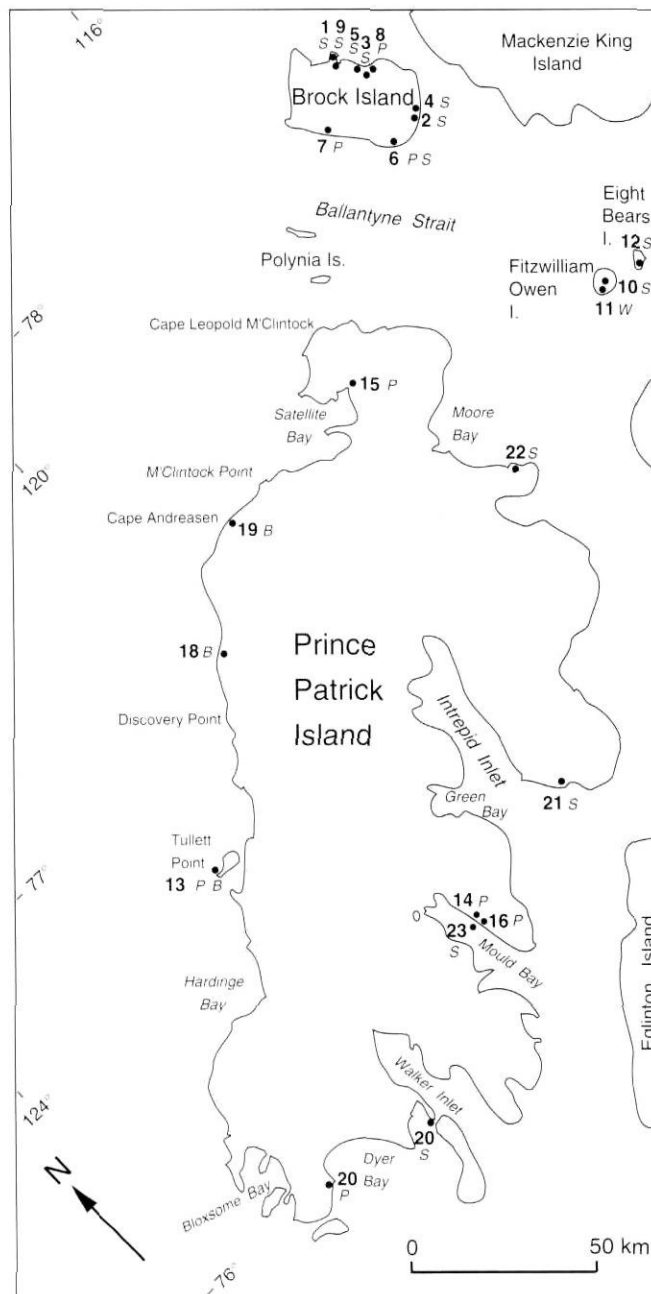 116°
1 9 5 3 8
S S S S P
Mackenzie King
Island
Brock Island
4 S
2 S
7 P
6 P S
Ballantyne Strait
Eight
Bears
I.
12 S
Polynia Is.
Fitzwilliam
Owen
I.
10 S
11 W
78°
Cape Leopold M'Clintock
15 P
Satellite
Bay
Moore
Bay
120°
M'Clintock Point
22 S
Cape Andreasen
19 B
18 B
Prince
Patrick
Island
Discovery Point
Intrepid Inlet
Green
Bay
21 S
Tullett
Point
13 P B
77°
14 P
16 P
23
S
Mould Bay
Eglinton Island
Hardinge
Bay
124°
Walker Inlet
20
S
Dyer
Bay
20
P
Bloxsome Bay
N
0 50 km
76°